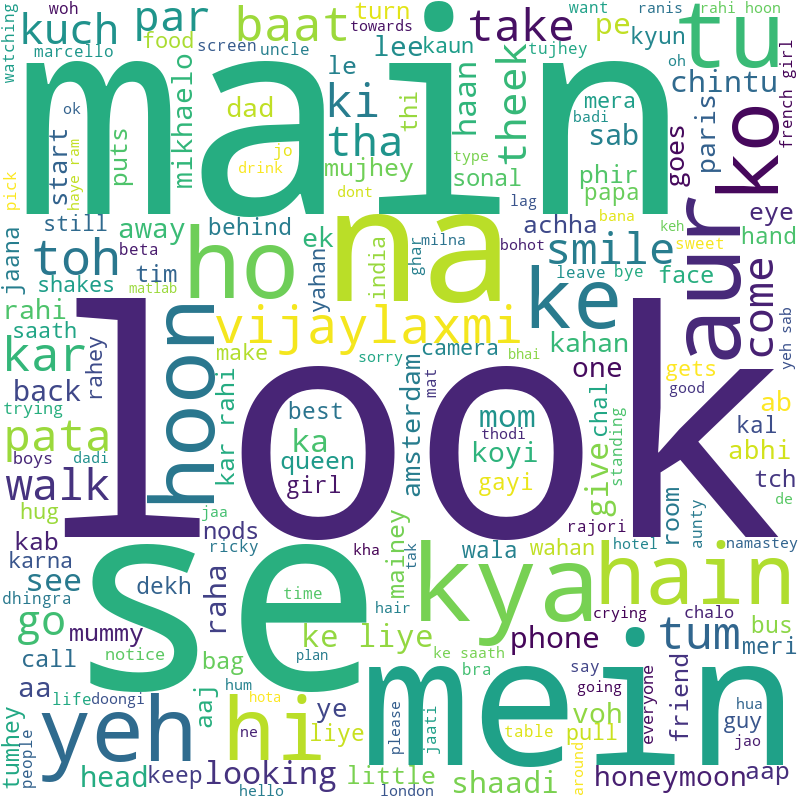 watching woh kuch par baat turn take pe want ranis rahi hoon
marcello food screen uncle towards lee kaun tujhey kyun tu oh french girl
main le ki haan theek mera badi chintu
ok start puts mikhaelo dad tha thi sab goes paris ko
pick haye ram jo drink mujhey type sonal phir papa
dont lag bana keh eye
still away behind ek na milna bohot achha sweet hand
jaana toh beta tim ho yahan india ghar smile leave bye face aur come yeh sab
shakes matlab hoon ke
rahi saath vijaylaxmi
kar rahey make sorry camera bhai kahan one gets good ab
back look mat
trying best mom chal kal
pata ka koyi thodi abhi
boys dadi kar rahi queen amsterdam gayi give standing tch
walk girl rajori de
hug jaa room aunty
kab nods ricky kha tak mainey wala wahan hotel namastey
karna see dekh raha se time kya hain
dhingra hair crying chalo
go mummy ke liye phone tum bus
call notice bag plan ke saath bra say meri
aa life doongi aaj hum hota mein going friend
tumhey people yeh hi ye please jaati voh everyone guy hua
ne liye table pull jao
head keep looking little shaadi around honeymoon aap
hello london